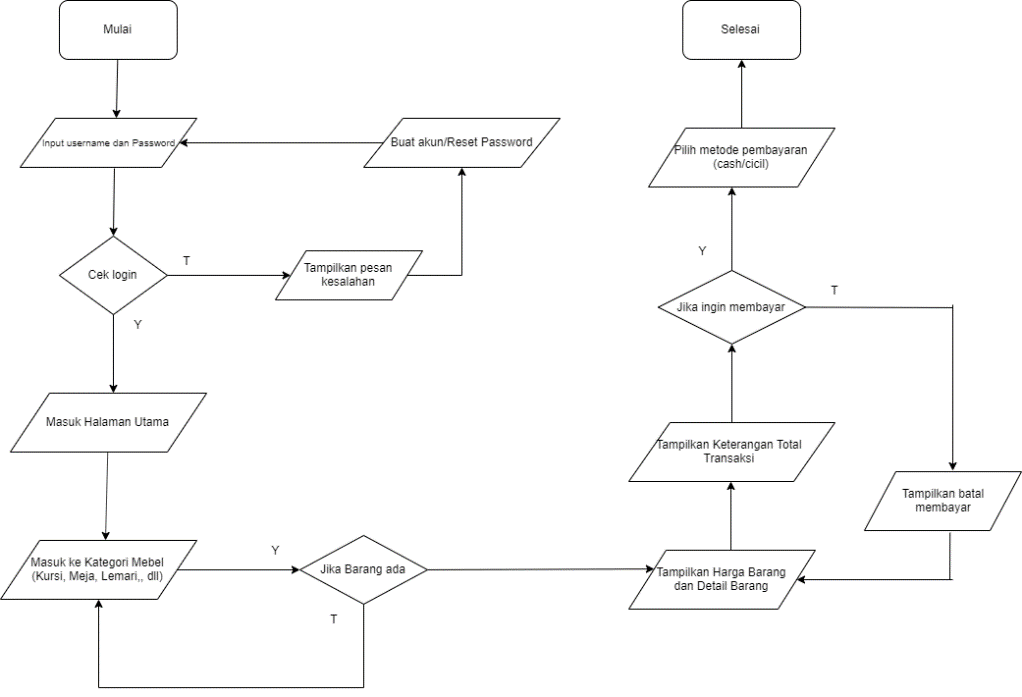 Mulai
Input username dan Password
Buat akun/Reset Password
Cek login
T
Tampilkan pesan
kesalahan
Y
Masuk Halaman Utama
Masuk ke Kategori Mebel
(Kursi, Meja, Lemari,, dll)
Y
Jika Barang ada
T
Tampilkan Harga Barang
dan Detail Barang
Tampilkan Keterangan Total
Transaksi
Jika ingin membayar
T
Tampilkan batal
membayar
Y
Pilih metode pembayaran
(cash/cicil)
Selesai